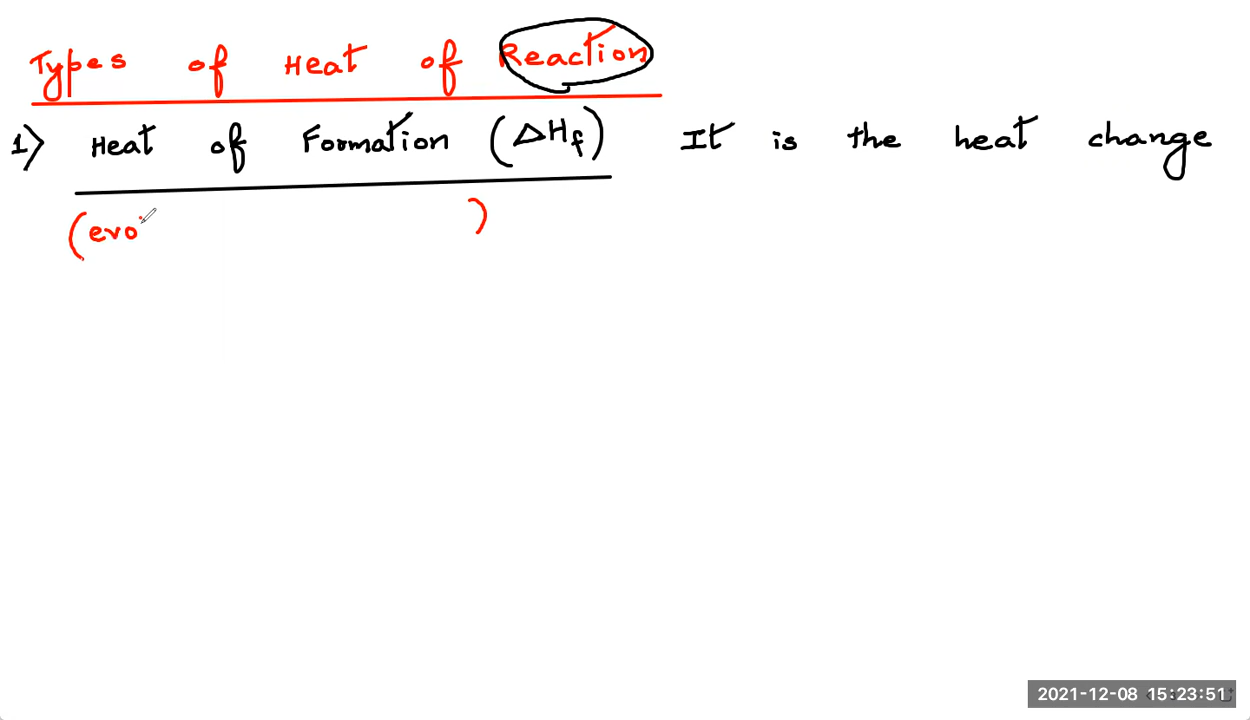 Types of Heat of Reaction
1) Heat of Formation (ΔHf) It is the heat change
(evo )
2021-12-08 15:23:51